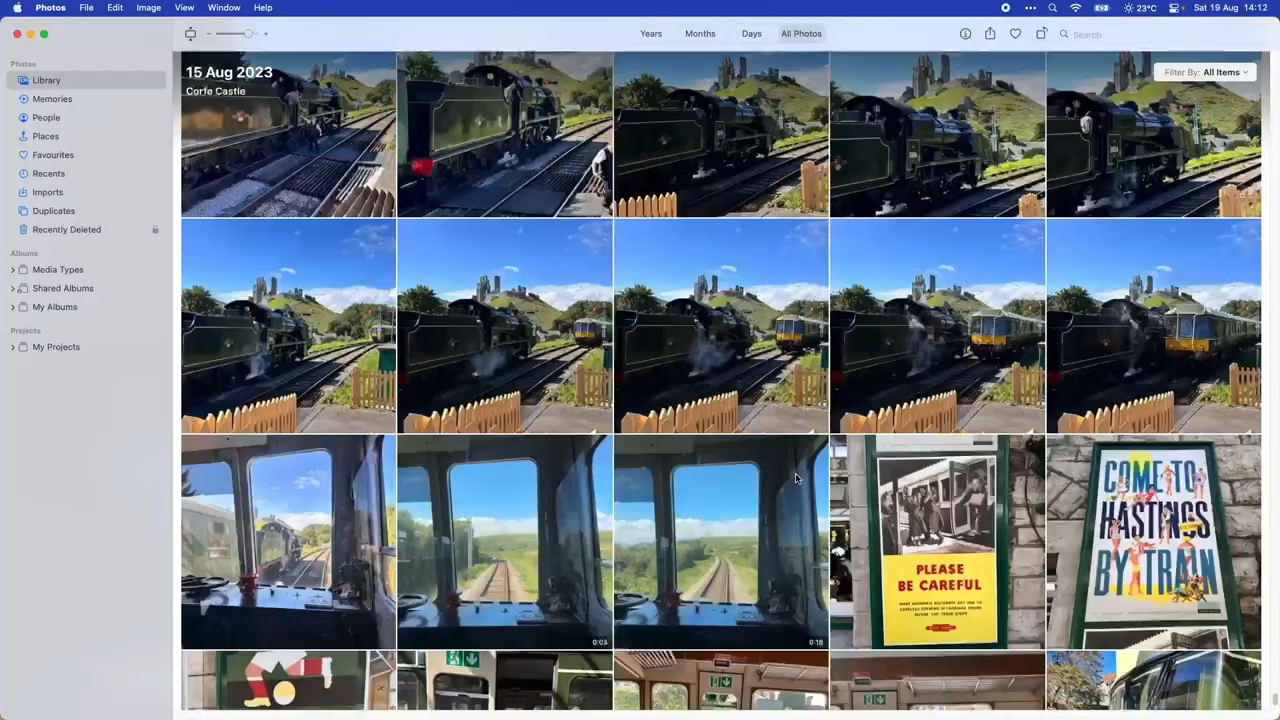 Photos File Edit Image View Window Help
Sat 19 Aug 14:12
23°C
Years Months Days All Photos
Search
Photos
Library
Memories
People
Places
Favourites
Recents
Imports
Duplicates
Recently Deleted
Albums
Media Types
Shared Albums
My Albums
Projects
My Projects
15 Aug 2023
Corfe Castle
Filter By: All Items
0:03
0:18
PLEASE
BE CAREFUL
COME TO
HASTINGS
BY TRAIN